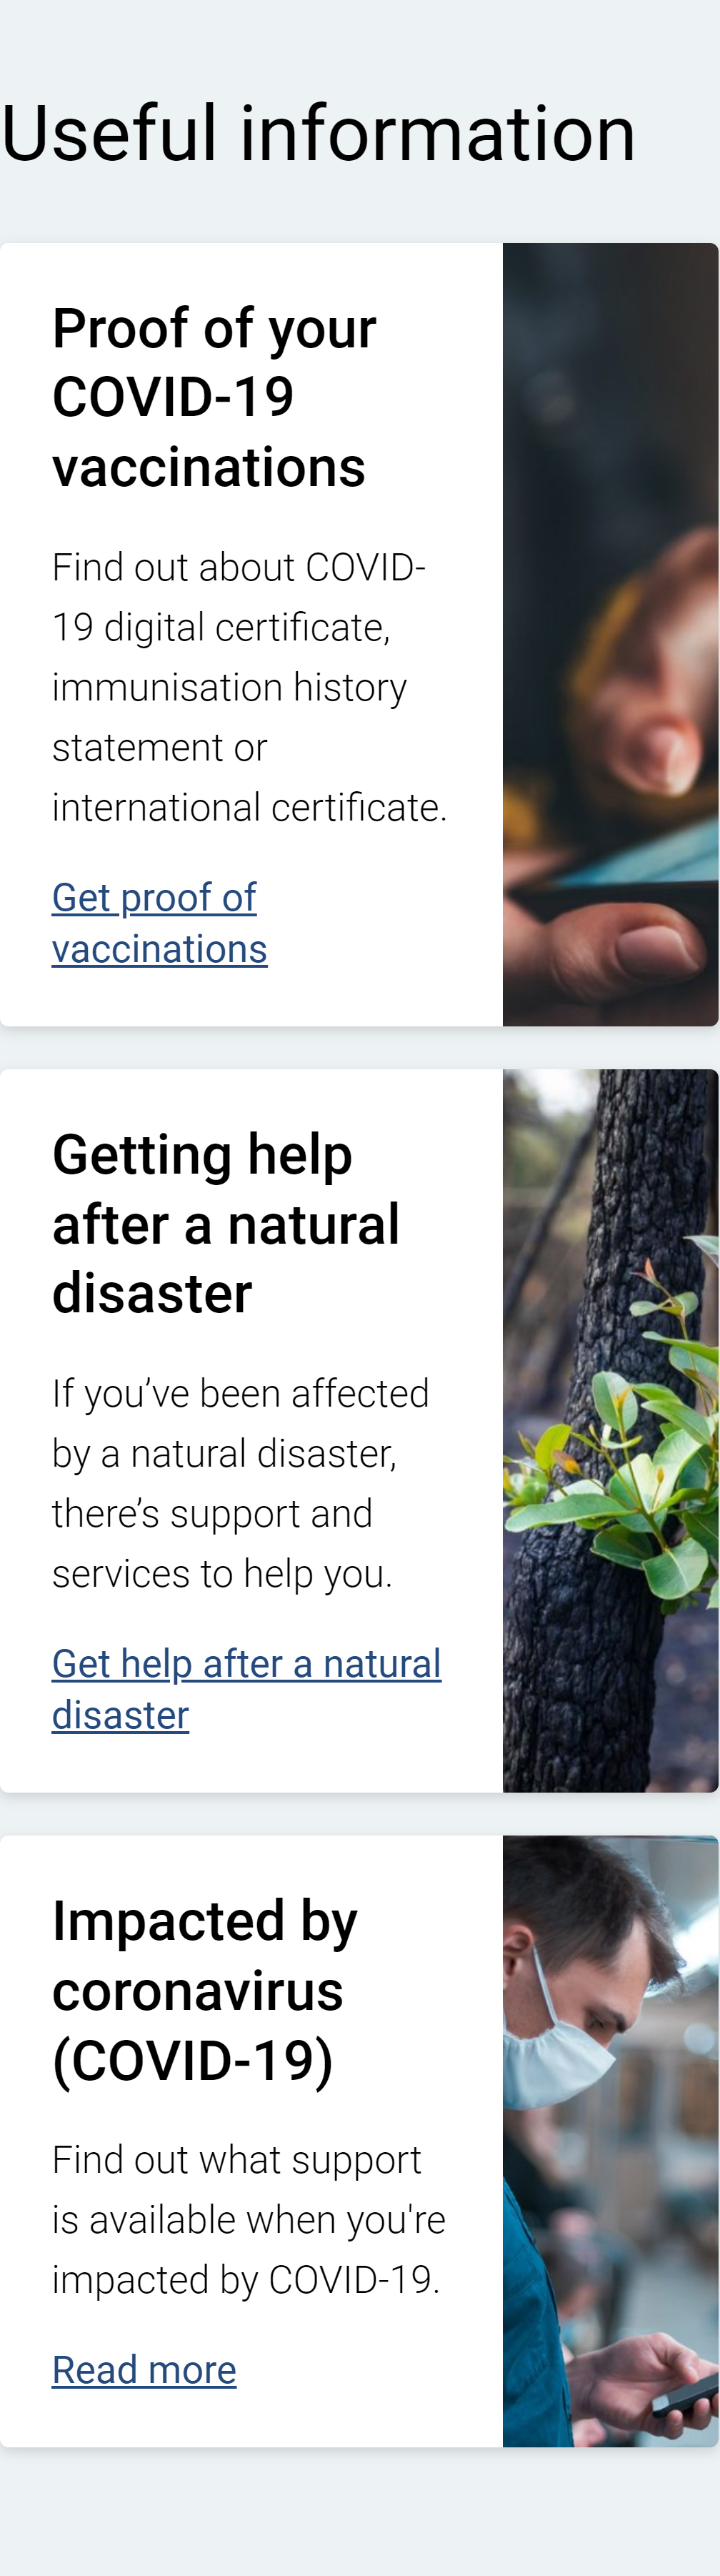 Useful information
Proof of your
COVID-19
vaccinations
Find out about COVID-
19 digital certificate,
immunisation history
statement or
international certificate.
Get proof of
vaccinations
Getting help
after a natural
disaster
If you’ve been affected
by a natural disaster,
there’s support and
services to help you.
Get help after a natural
disaster
Impacted by
coronavirus
(COVID-19)
Find out what support
is available when you're
impacted by COVID-19.
Read more